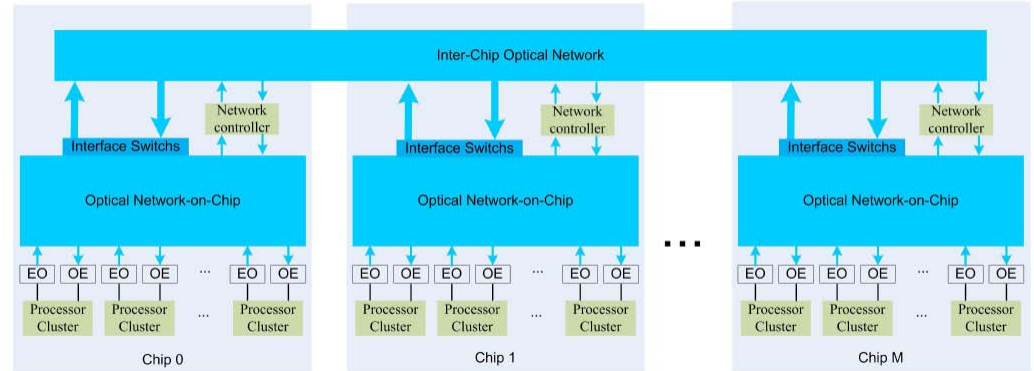 Inter-Chip Optical Network
Network
controller
Network
controller
Network
controller
Interface Switchs
Interface Switchs
Interface Switchs
Optical Network-on-Chip
Optical Network-on-Chip
Optical Network-on-Chip
...
EO OE EO OE ... EO OE
EO OE EO OE ... EO OE
EO OE EO OE ... EO OE
Processor
Cluster
Processor
Cluster
...
Processor
Cluster
Processor
Cluster
Processor
Cluster
...
Processor
Cluster
Processor
Cluster
Processor
Cluster
...
Processor
Cluster
Chip 0
Chip 1
Chip M